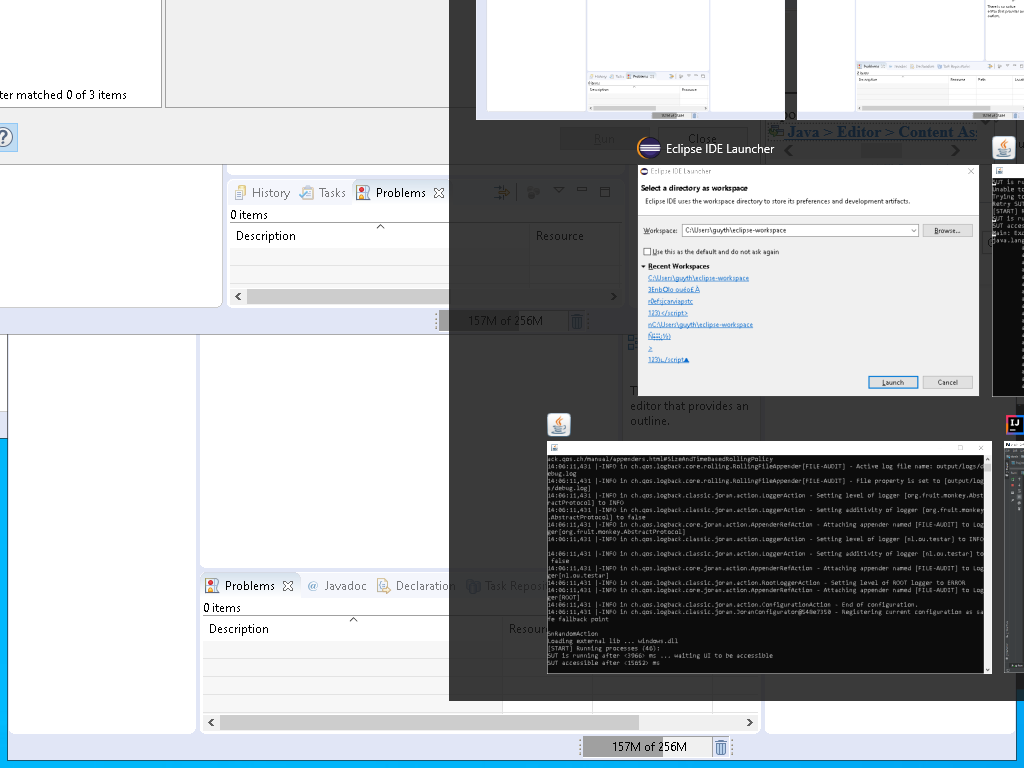 ter matched 0 of 3 items
Run
Close
Java > Editor > Content As
History
Tasks
Problems
0 items
Description
Resource
157M of 256M
Eclipse IDE Launcher
Eclipse IDE Launcher
Select a directory as workspace
Eclipse IDE uses the workspace directory to store its preferences and development artifacts.
Workspace:
C:\Users\guyth\eclipse-workspace
Browse...
Use this as the default and do not ask again
Recent Workspaces
C:\Users\guyth\eclipse-workspace
123\</script>
nC:\Users\guyth\eclipse-workspace
>
Launch
Cancel
editor that provides an
outline.
ack.qos.ch/manual/appenders.html#SizeAndTimeBasedRollingPolicy
14:06:11,431 |-INFO in ch.qos.logback.core.rolling.RollingFileAppender[FILE-AUDIT] - Active log file name: output/logs/d
ebug.log
14:06:11,431 |-INFO in ch.qos.logback.core.rolling.RollingFileAppender[FILE-AUDIT] - File property is set to [output/log
s/debug.log]
14:06:11,431 |-INFO in ch.qos.logback.classic.joran.action.LoggerAction - Setting level of logger [org.fruit.monkey.Abst
ractProtocol] to INFO
14:06:11,431 |-INFO in ch.qos.logback.classic.joran.action.LoggerAction - Setting additivity of logger [org.fruit.monkey
.AbstractProtocol] to false
14:06:11,431 |-INFO in ch.qos.logback.core.joran.action.AppenderRefAction - Attaching appender named [FILE-AUDIT] to Log
ger[org.fruit.monkey.AbstractProtocol]
14:06:11,431 |-INFO in ch.qos.logback.classic.joran.action.LoggerAction - Setting level of logger [nl.ou.testar] to INFO
14:06:11,431 |-INFO in ch.qos.logback.classic.joran.action.LoggerAction - Setting additivity of logger [nl.ou.testar] to
false
14:06:11,431 |-INFO in ch.qos.logback.core.joran.action.AppenderRefAction - Attaching appender named [FILE-AUDIT] to Log
ger[nl.ou.testar]
14:06:11,431 |-INFO in ch.qos.logback.classic.joran.action.RootLoggerAction - Setting level of ROOT logger to ERROR
14:06:11,431 |-INFO in ch.qos.logback.core.joran.action.AppenderRefAction - Attaching appender named [FILE-AUDIT] to Log
ger[ROOT]
14:06:11,431 |-INFO in ch.qos.logback.classic.joran.action.ConfigurationAction - End of configuration.
14:06:11,431 |-INFO in ch.qos.logback.classic.joran.JoranConfigurator@548e7350 - Registering current configuration as sa
fe fallback point
SnRandomAction
Loading external lib ... windows.dll
[START] Running processes (46):
SUT is running after <3966> ms ... waiting UI to be accessible
SUT accessible after <15652> ms
Problems
Javadoc
Declaration
Task Repos
0 items
Description
Resour
157M of 256M